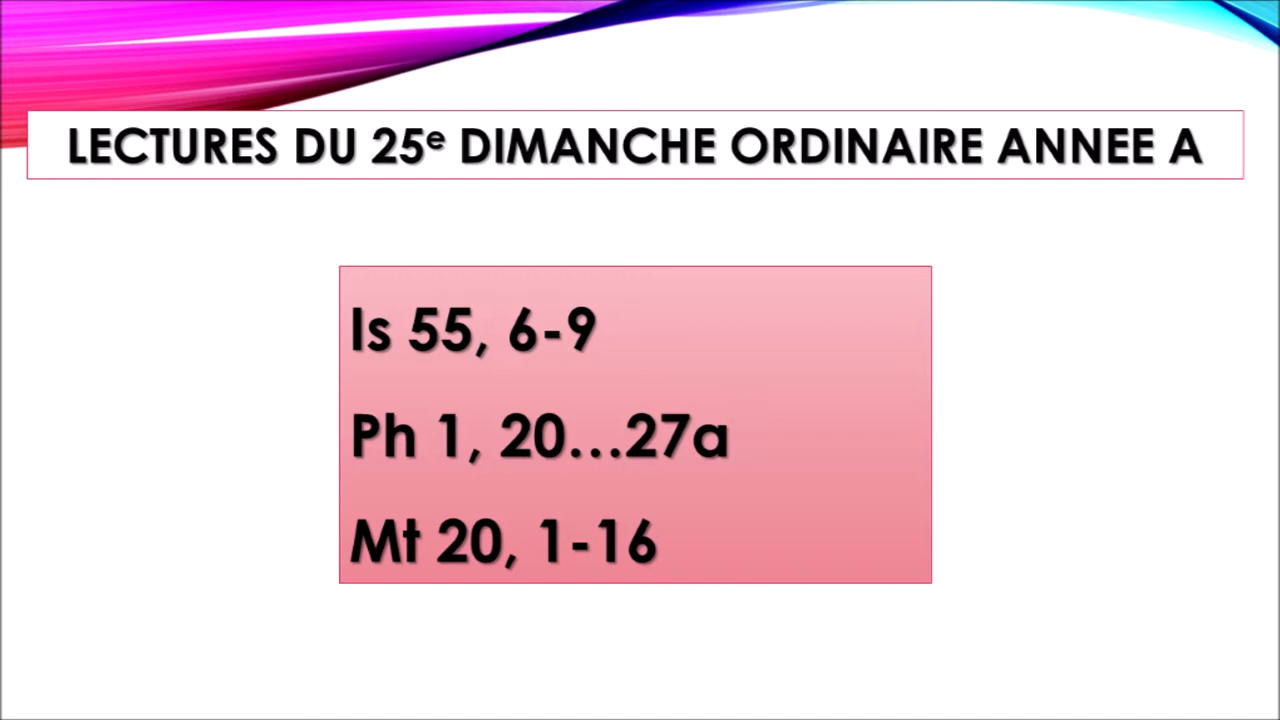 LECTURES DU 25e DIMANCHE ORDINAIRE ANNEE A
Is 55, 6-9
Ph 1, 20...27a
Mt 20, 1-16